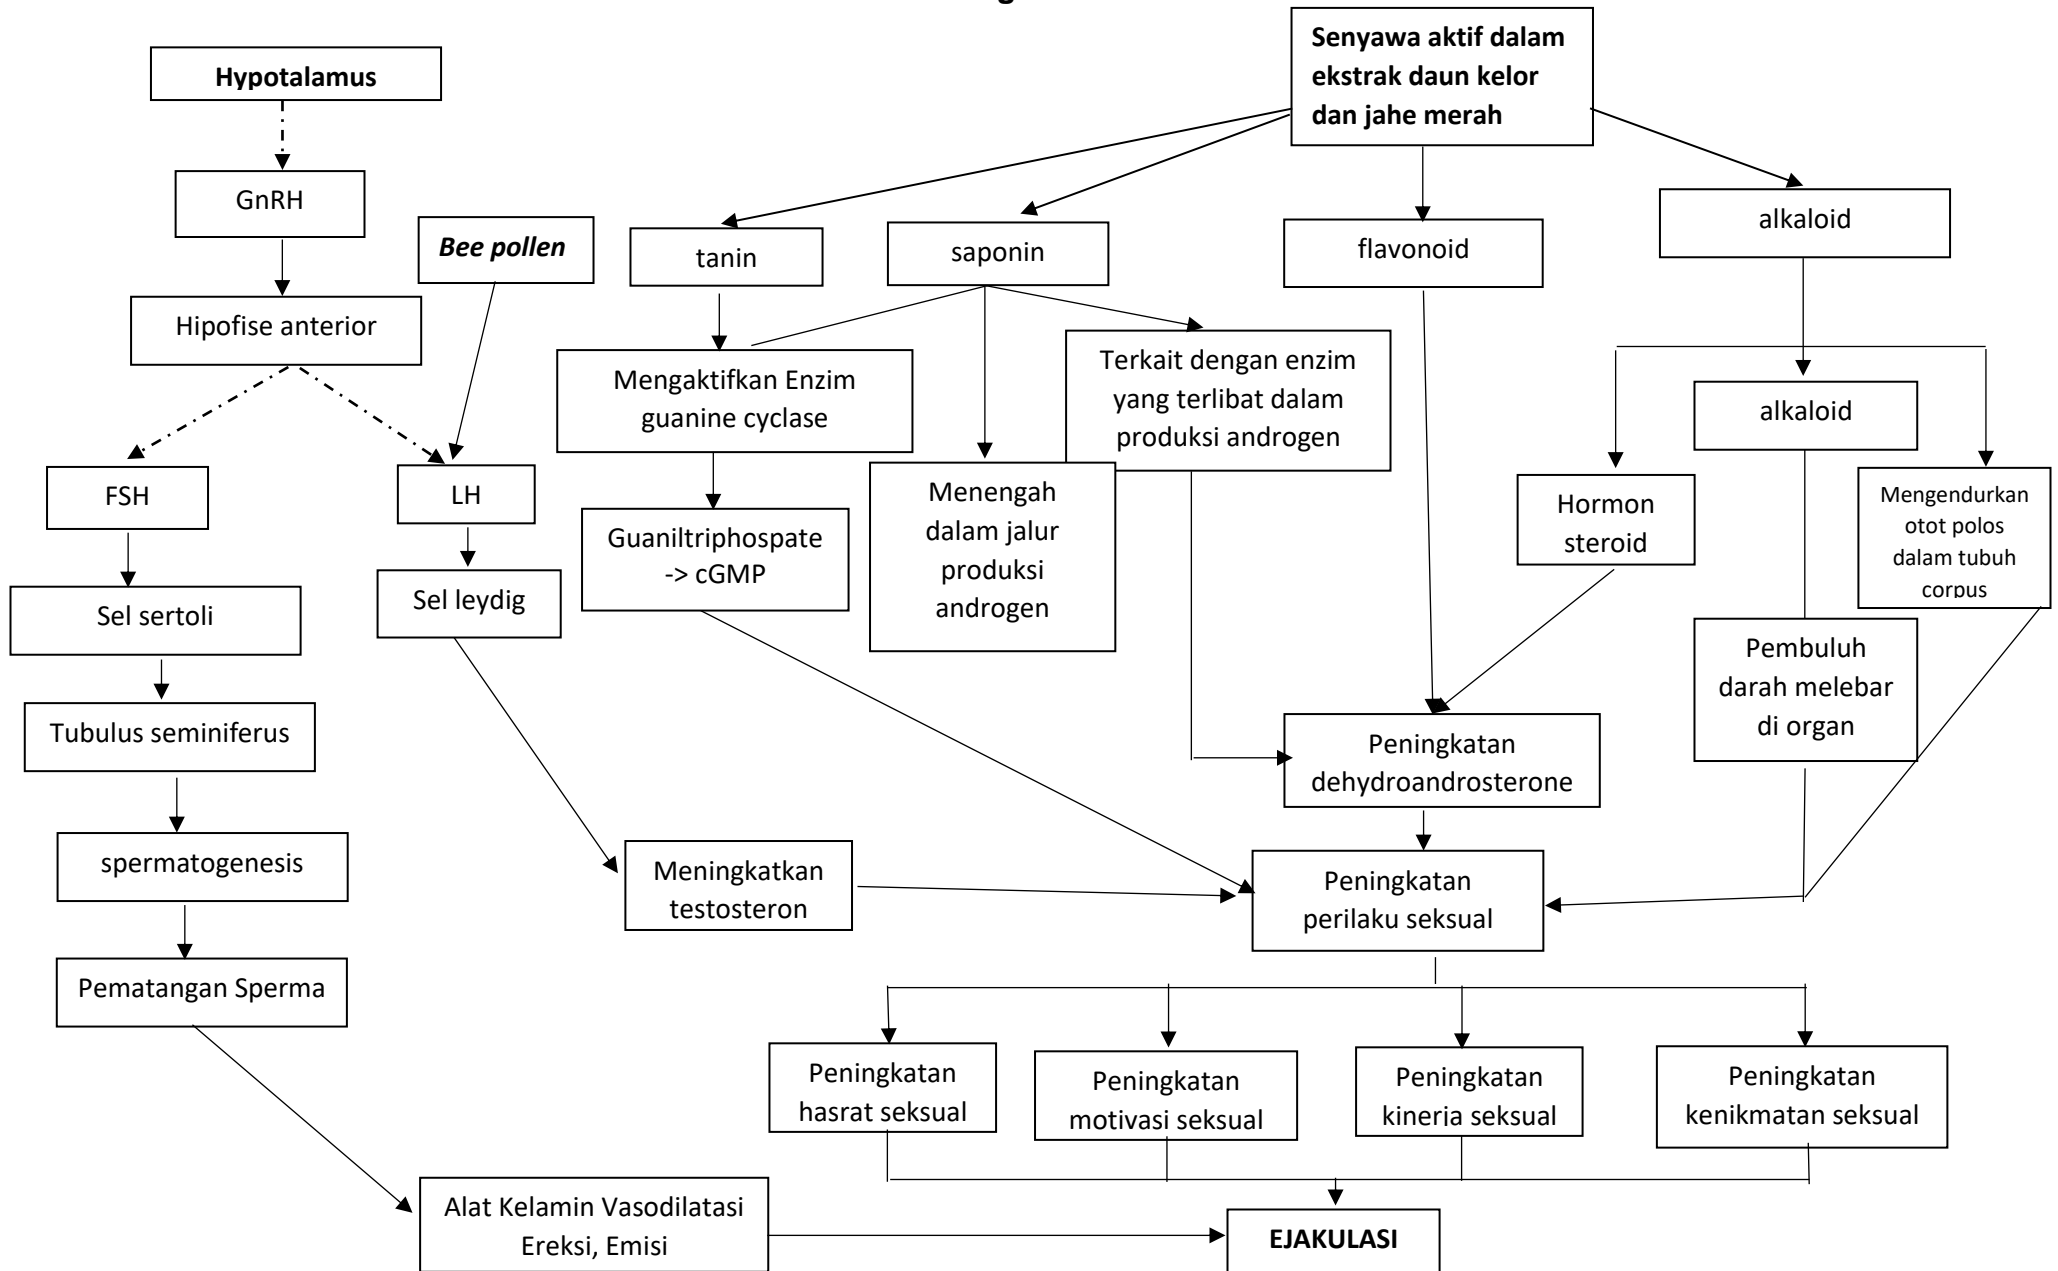 Hypotalamus
GnRH
Hipofise anterior
FSH
Sel sertoli
Tubulus seminiferus
spermatogenesis
Pematangan Sperma
Alat Kelamin Vasodilatasi
Ereksi, Emisi
Bee pollen
LH
Sel leydig
Meningkatkan
testosteron
Senyawa aktif dalam
ekstrak daun kelor
dan jahe merah
tanin
saponin
flavonoid
alkaloid
Mengaktifkan Enzim
guanine cyclase
Guaniltriphospate
-> cGMP
Menengah
dalam jalur
produksi
androgen
Terkait dengan enzim
yang terlibat dalam
produksi androgen
Hormon
steroid
alkaloid
Mengendurkan
otot polos
dalam tubuh
corpus
Pembuluh
darah melebar
di organ
Peningkatan
dehydroandrosterone
Peningkatan
perilaku seksual
Peningkatan
hasrat seksual
Peningkatan
motivasi seksual
Peningkatan
kinerja seksual
Peningkatan
kenikmatan seksual
EJAKULASI